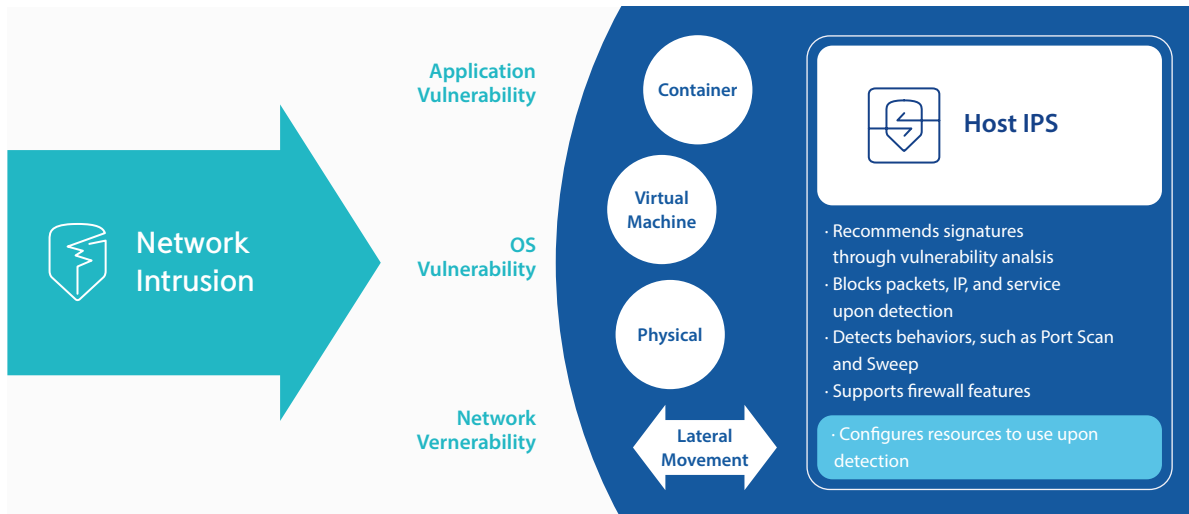 Network
Intrusion
Application
Vulnerability
OS
Vulnerability
Network
Vernerability
Container
Virtual
Machine
Physical
Lateral
Movement
Host IPS
· Recommends signatures
through vulnerability analsis
· Blocks packets, IP, and service
upon detection
· Detects behaviors, such as Port Scan
and Sweep
· Supports firewall features
· Configures resources to use upon
detection